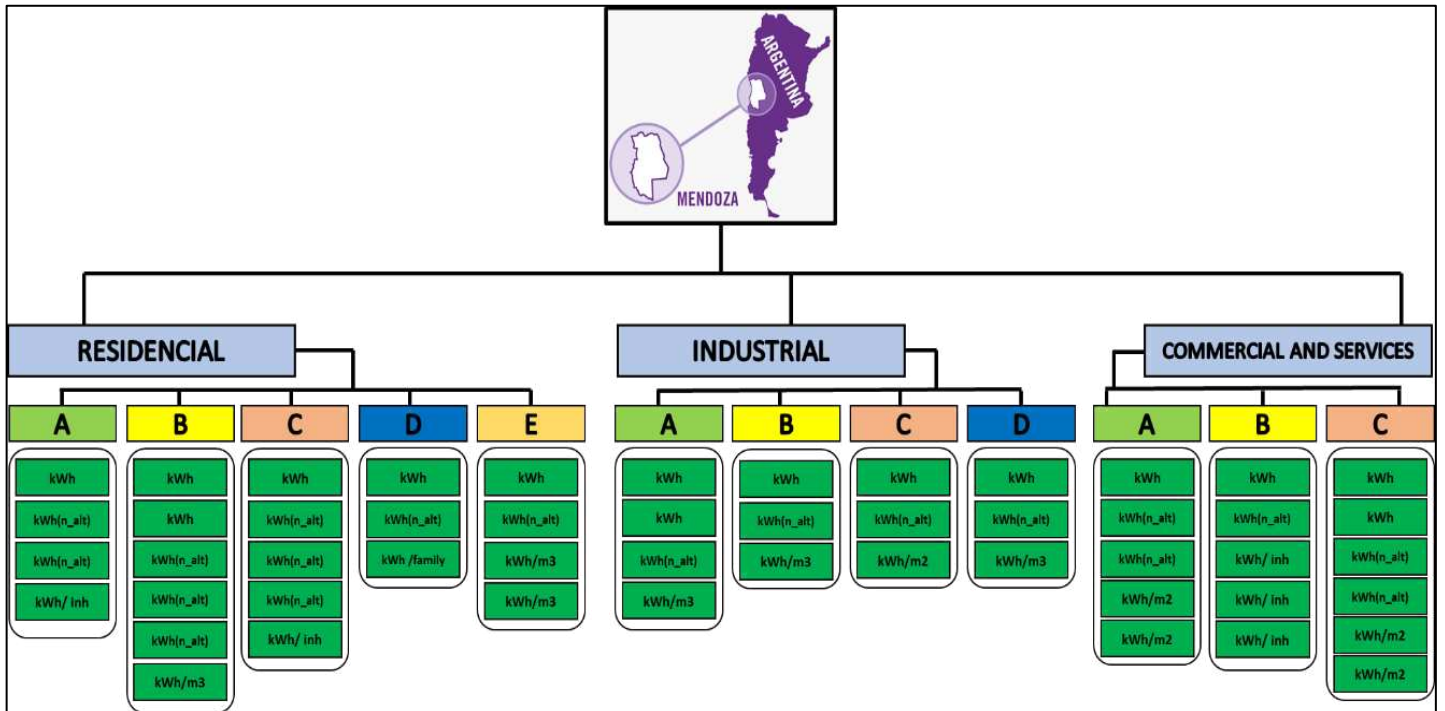 ARGENTINA
MENDOZA
RESIDENCIAL
INDUSTRIAL
COMMERCIAL AND SERVICES
A
B
C
D
E
A
B
C
D
A
B
C
kWh
kWh(n_alt)
kWh(n_alt)
kWh/ inh
kWh
kWh
kWh(n_alt)
kWh(n_alt)
kWh(n_alt)
kWh/m3
kWh
kWh(n_alt)
kWh(n_alt)
kWh(n_alt)
kWh/ inh
kWh
kWh(n_alt)
kWh /family
kWh
kWh(n_alt)
kWh/m3
kWh/m3
kWh
kWh
kWh(n_alt)
kWh/m3
kWh
kWh(n_alt)
kWh/m3
kWh
kWh(n_alt)
kWh/m2
kWh
kWh(n_alt)
kWh/m3
kWh
kWh(n_alt)
kWh(n_alt)
kWh/m2
kWh/m2
kWh
kWh(n_alt)
kWh/ inh
kWh/ inh
kWh/ inh
kWh
kWh
kWh(n_alt)
kWh(n_alt)
kWh/m2
kWh/m2